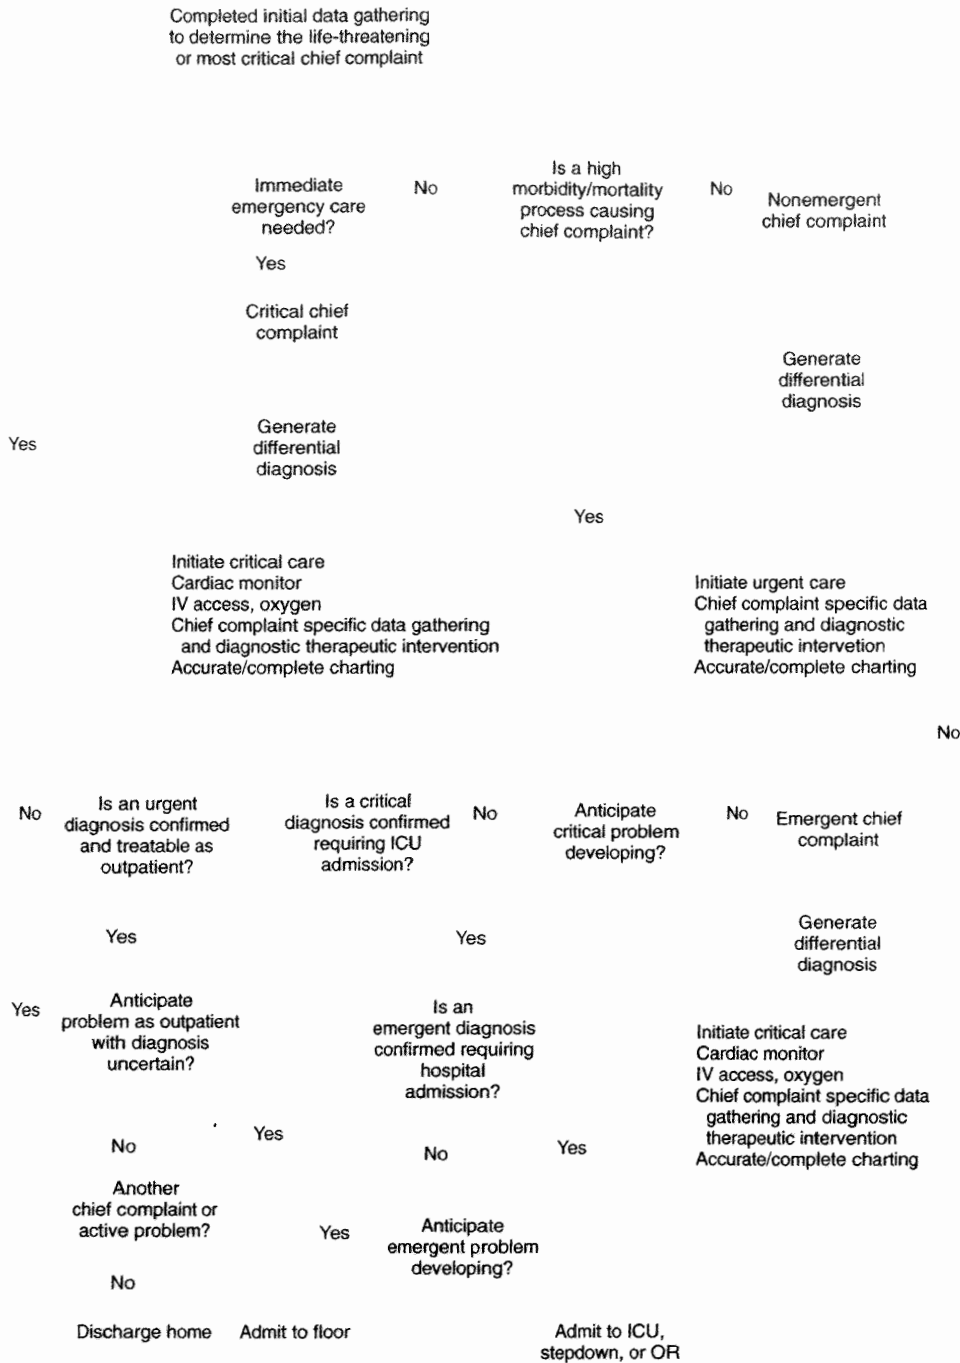 Completed initial data gathering
to determine the life-threatening
or most critical chief complaint
Immediate
emergency care
needed?
No
Is a high
morbidity/mortality
process causing
chief complaint?
No
Nonemergent
chief complaint
Yes
Critical chief
complaint
Generate
differential
diagnosis
Yes
Generate
differential
diagnosis
Yes
Initiate critical care
Cardiac monitor
IV access, oxygen
Chief complaint specific data gathering
and diagnostic therapeutic intervention
Accurate/complete charting
Initiate urgent care
Chief complaint specific data
gathering and diagnostic
therapeutic intervetion
Accurate/complete charting
No
No
Is an urgent
diagnosis confirmed
and treatable as
outpatient?
Is a critical
diagnosis confirmed
requiring ICU
admission?
No
Anticipate
critical problem
developing?
No
Emergent chief
complaint
Yes
Yes
Generate
differential
diagnosis
Yes
Anticipate
problem as outpatient
with diagnosis
uncertain?
Is an
emergent diagnosis
confirmed requiring
hospital
admission?
Initiate critical care
Cardiac monitor
IV access, oxygen
Chief complaint specific data
gathering and diagnostic
therapeutic intervention
Accurate/complete charting
No
Yes
No
Yes
Another
chief complaint or
active problem?
Yes
Anticipate
emergent problem
developing?
No
Discharge home
Admit to floor
Admit to ICU,
stepdown, or OR